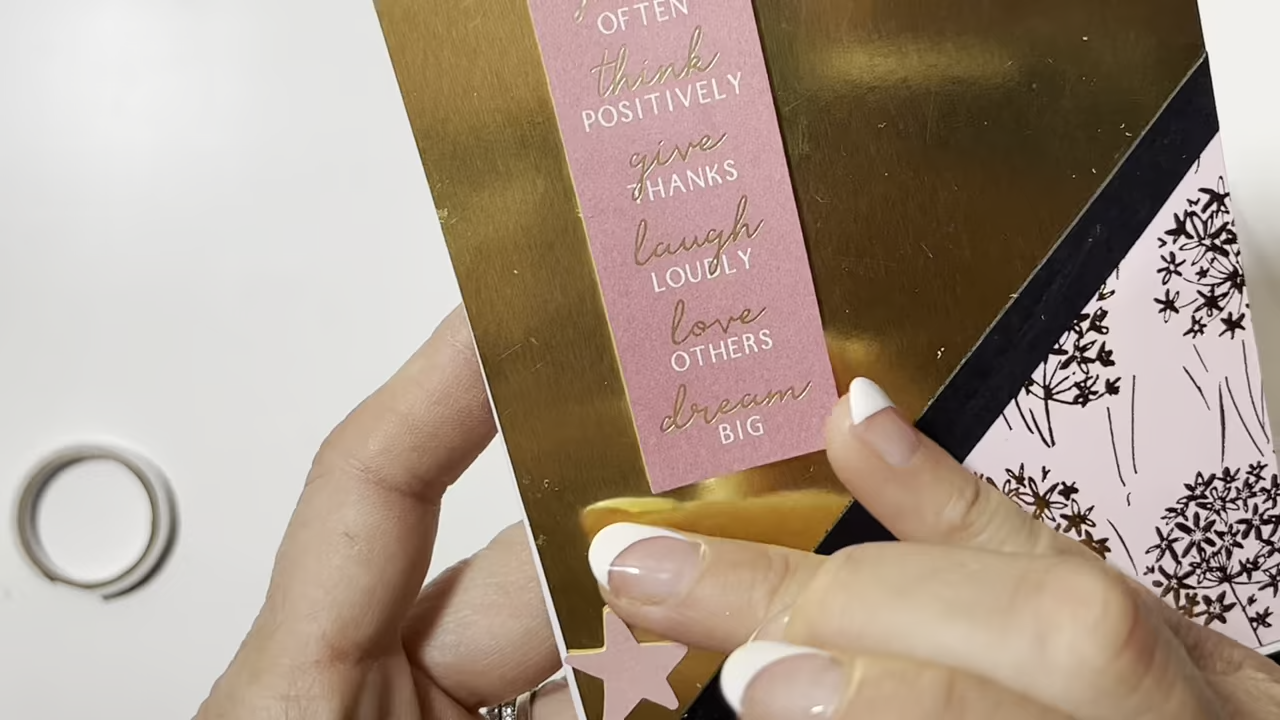 OFTEN
think
POSITIVELY
give
THANKS
laugh
LOUDLY
love
OTHERS
dream
BIG